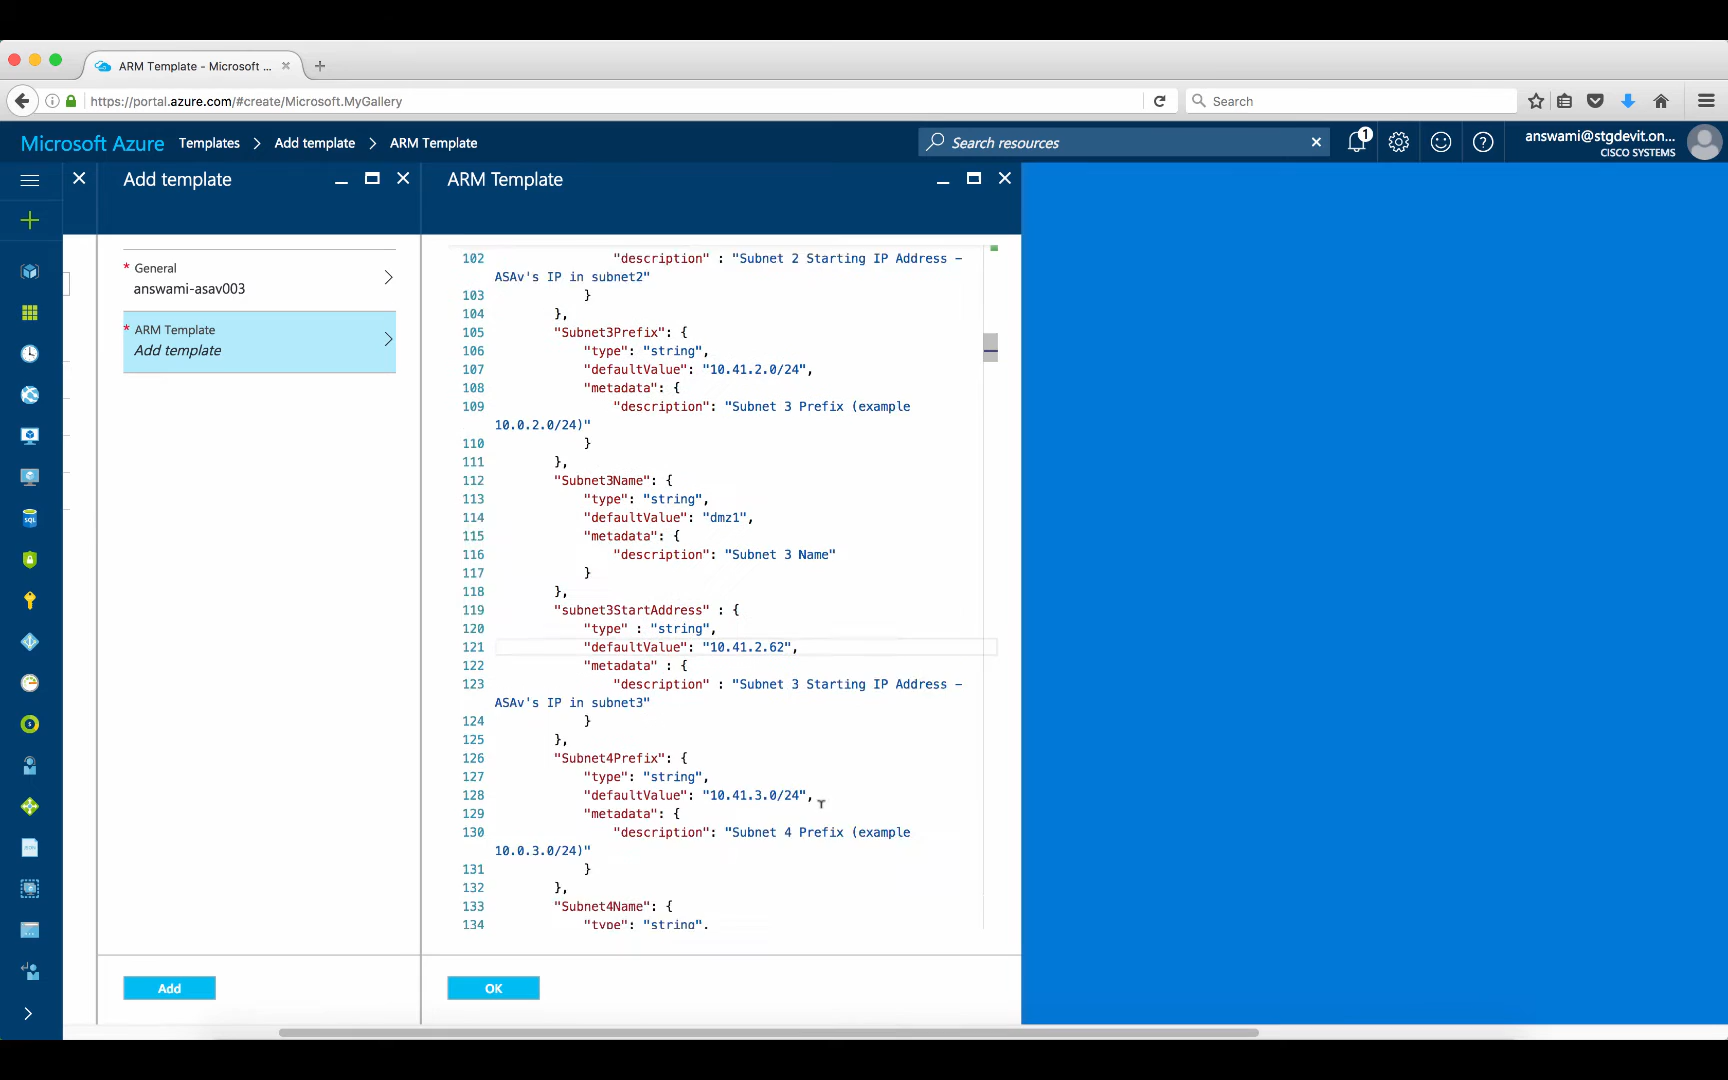 ARM Template - Microsoft ...
https://portal.azure.com/#create/Microsoft.MyGallery
Search
Microsoft Azure
Templates
Add template
ARM Template
Search resources
1
answami@stgdevit.on...
CISCO SYSTEMS
Add template
ARM Template
* General
answami-asav003
* ARM Template
Add template
102 "description" : "Subnet 2 Starting IP Address -
ASAv's IP in subnet2"
103 }
104 },
105 "Subnet3Prefix": {
106 "type": "string",
107 "defaultValue": "10.41.2.0/24",
108 "metadata": {
109 "description": "Subnet 3 Prefix (example
10.0.2.0/24)"
110 }
111 },
112 "Subnet3Name": {
113 "type": "string",
114 "defaultValue": "dmz1",
115 "metadata": {
116 "description": "Subnet 3 Name"
117 }
118 },
119 "subnet3StartAddress" : {
120 "type" : "string",
121 "defaultValue": "10.41.2.62",
122 "metadata" : {
123 "description" : "Subnet 3 Starting IP Address -
ASAv's IP in subnet3"
124 }
125 },
126 "Subnet4Prefix": {
127 "type": "string",
128 "defaultValue": "10.41.3.0/24",
129 "metadata": {
130 "description": "Subnet 4 Prefix (example
10.0.3.0/24)"
131 }
132 },
133 "Subnet4Name": {
134 "type": "string",
SQL
Add
OK